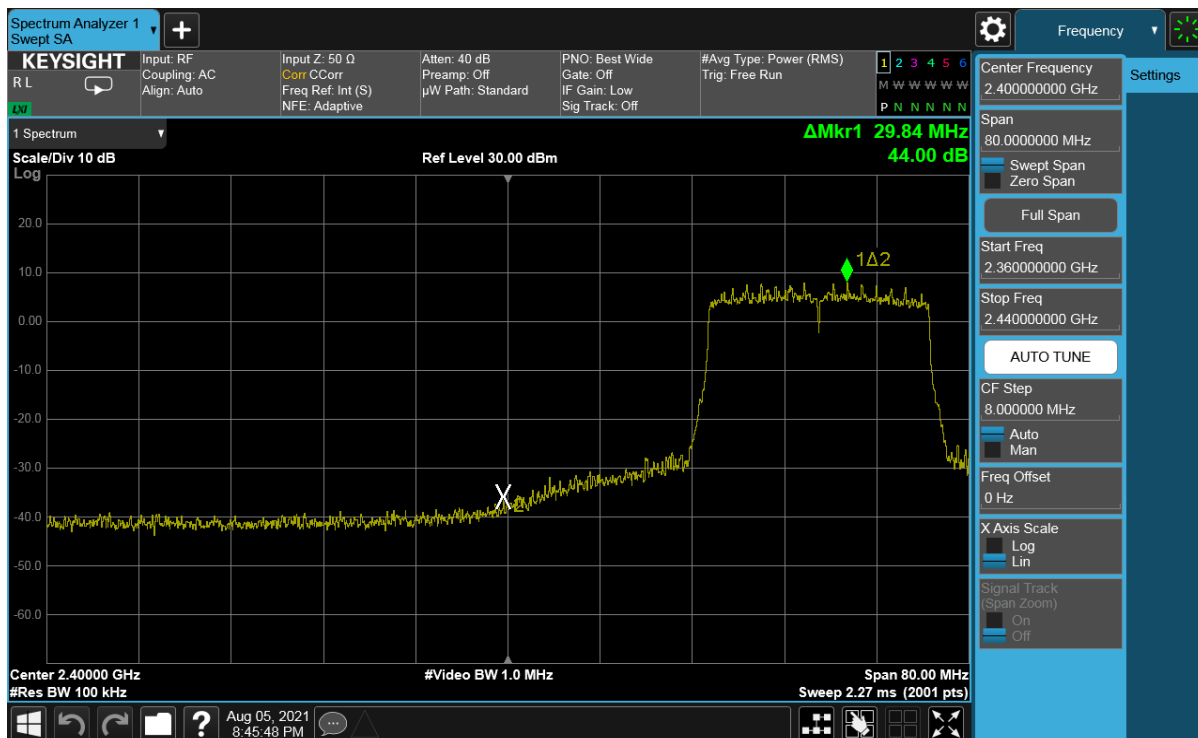 Spectrum Analyzer 1
Swept SA
+
Frequency
KEYSIGHT
R L
LXI
Input: RF
Coupling: AC
Align: Auto
Input Z: 50 Ω
Corr CCorr
Freq Ref: Int (S)
NFE: Adaptive
Atten: 40 dB
Preamp: Off
µW Path: Standard
PNO: Best Wide
Gate: Off
IF Gain: Low
Sig Track: Off
#Avg Type: Power (RMS)
Trig: Free Run
1 2 3 4 5 6
M W W W W W
P N N N N N
1 Spectrum
ΔMkr1 29.84 MHz
44.00 dB
Scale/Div 10 dB
Ref Level 30.00 dBm
Log
20.0
10.0
0.00
-10.0
-20.0
-30.0
-40.0
-50.0
-60.0
1Δ2
X
2
Center 2.40000 GHz
#Video BW 1.0 MHz
Span 80.00 MHz
#Res BW 100 kHz
Sweep 2.27 ms (2001 pts)
Aug 05, 2021
8:45:48 PM
?
Center Frequency
2.400000000 GHz
Settings
Span
80.0000000 MHz
Swept Span
Zero Span
Full Span
Start Freq
2.360000000 GHz
Stop Freq
2.440000000 GHz
AUTO TUNE
CF Step
8.000000 MHz
Auto
Man
Freq Offset
0 Hz
X Axis Scale
Log
Lin
Signal Track
(Span Zoom)
On
Off